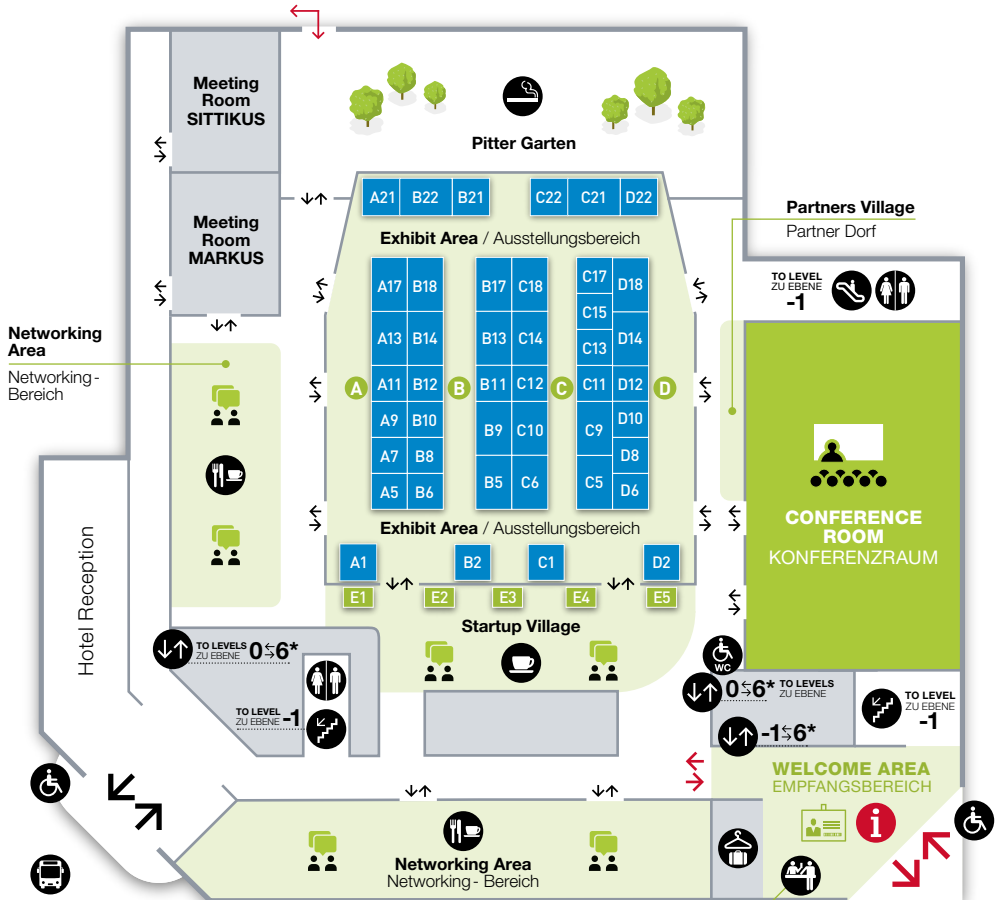 Meeting
Room
SITTIKUS
Pitter Garten
Meeting
Room
MARKUS
A21 B22 B21
C22 C21 D22
Exhibit Area / Ausstellungsbereich
Partners Village
Partner Dorf
TO LEVEL
ZU EBENE
-1
Networking
Area
Networking-
Bereich
A17 B18
A13 B14
A11 B12
A9 B10
A7 B8
A5 B6
B17 C18
B13 C14
B11 C12
B9 C10
B5 C6
C17
C15
C13
C11
C9
C5
D18
D14
D12
D10
D8
D6
A B C D
CONFERENCE
ROOM
KONFERENZRAUM
Exhibit Area / Ausstellungsbereich
A1 B2 C1 D2
E1 E2 E3 E4 E5
Startup Village
Hotel Reception
TO LEVELS
ZU EBENE
0 6*
TO LEVEL
ZU EBENE
-1
WC
0 6*
TO LEVELS
ZU EBENE
-1 6*
TO LEVEL
ZU EBENE
-1
WELCOME AREA
EMPFANGSBEREICH
i
Networking Area
Networking- Bereich